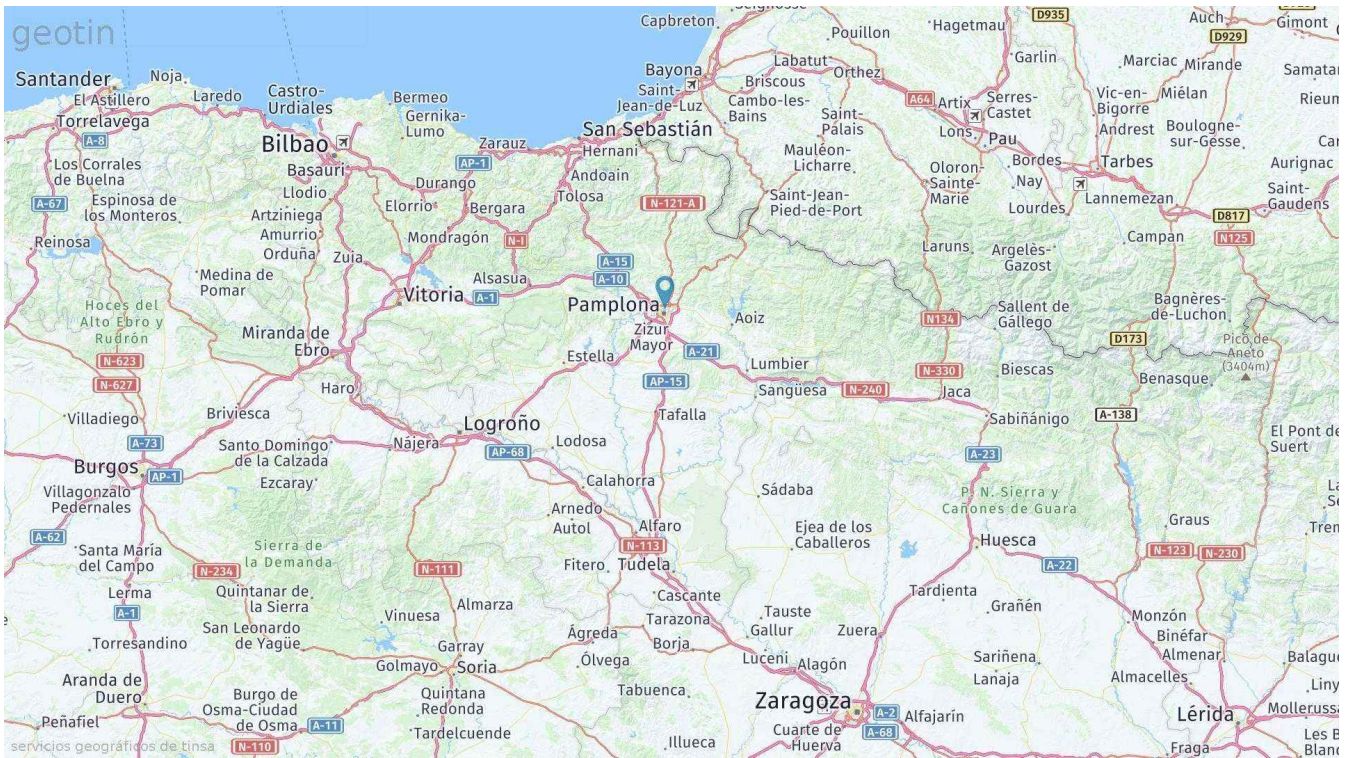 geotin
Seignosse
Capbreton
Hagetmau
D935
Auch
Gimont
D929
Pouillon
Garlin
Marciac
Mirande
Samatan
Santander
Noja
Bayona
Labatut
Orthez
Briscous
Castro-
Urdiales
El Astillero
Laredo
Bermeo
Saint-
Jean-de-Luz
Cambo-les-
Bains
A64
Artix
Serres-
Castet
Vic-en-
Bigorre
Miélan
Torrelavega
Gernika-
Lumo
A-8
Bilbao
Zarauz
San Sebastián
Hernani
Saint-
Palais
Lons
Pau
Andrest
Boulogne-
sur-Gesse
Los Corrales
de Buelna
Basauri
AP-1
Andoain
Mauléon-
Licharre
Bordes
Tarbes
Aurignac
Llodio
Durango
Tolosa
Oloron-
Sainte-
Marie
Nay
Lourdes
Lannemezan
Saint-
Gaudens
A-67
Espinosa de
los Monteros
Artziniega
Elorrio
Bergara
N-121-A
Saint-Jean-
Pied-de-Port
D817
Reinosa
Amurrio
Orduña
Mondragón
N-I
Laruns
Argelès-
Gazost
Campan
N125
Zuia
A-15
Medina de
Pomar
Alsasua
A-10
Vitoria
A-1
Pamplona
Aoiz
Sallent de
Gállego
Bagnères-
de-Luchon
Hoces del
Alto Ebro y
Rudrón
Miranda de
Ebro
Zizur
Mayor
N134
D173
Pico de
Aneto
(3404m)
N-623
Estella
A-21
Lumbier
N-330
Biescas
Benasque
N-627
Haro
AP-15
Sangüesa
N-240
Jaca
Villadiego
Briviesca
Tafalla
Sabiñánigo
A-138
A-73
Santo Domingo
de la Calzada
Nájera
Logroño
Lodosa
El Pont de
Suert
Burgos
AP-1
Ezcaray
AP-68
Calahorra
A-23
Villagonzalo
Pedernales
Sádaba
P. N. Sierra y
Cañones de Guara
Arnedo
Autol
Alfaro
Ejea de los
Caballeros
Graus
A-62
Santa María
del Campo
Sierra de
la Demanda
N-113
Huesca
N-123
N-230
N-234
N-111
Fitero
Tudela
A-22
Lerma
Quintanar de
la Sierra
Cascante
Tardienta
A-1
Vinuesa
Almarza
Tauste
Grañén
Monzón
Torresandino
San Leonardo
de Yagüe
Ágreda
Tarazona
Gallur
Zuera
Binéfar
Garray
Borja
Almenar
Golmayo
Soria
Ólvega
Luceni
Alagón
Sariñena
Aranda de
Duero
Lanaja
Almacelles
Burgo de
Osma-Ciudad
de Osma
Quintana
Redonda
Tabuenca
Zaragoza
Peñafiel
A-11
A-2
Alfajarín
Lérida
Mollerussa
Tardelcuende
Cuarte de
Huerva
A-68
servicios geográficos de tinsa
N-110
Illueca
Fraga